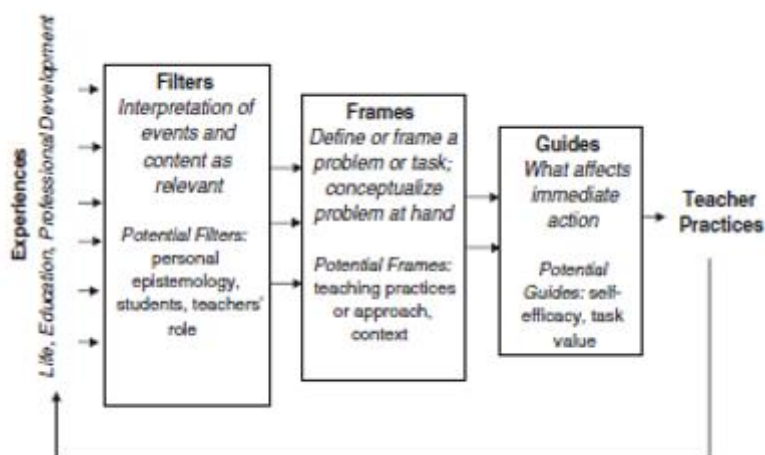 Experiences
Life, Education, Professional Development
Filters
Interpretation of
events and
content as
relevant
Potential Filters:
personal
epistemology,
students, teachers'
role
Frames
Define or frame a
problem or task;
conceptualize
problem at hand
Potential Frames:
teaching practices
or approach,
context
Guides
What affects
immediate
action
Potential
Guides: self-
efficacy, task
value
Teacher
Practices